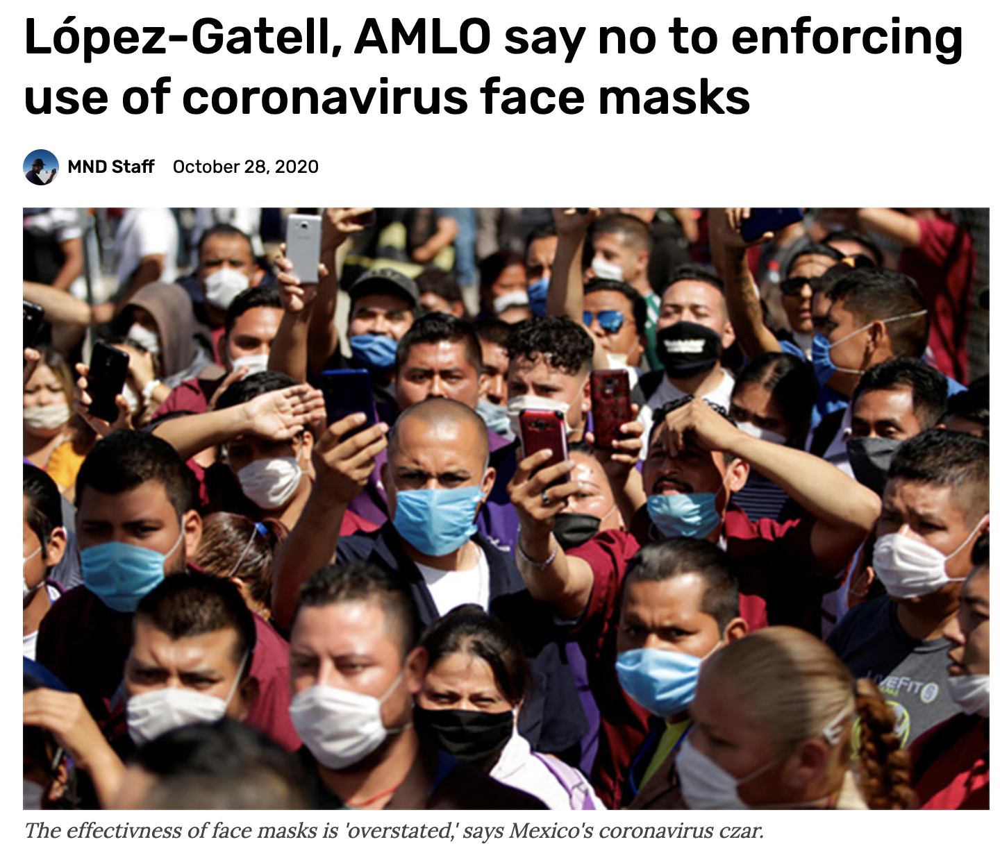 López-Gatell, AMLO say no to enforcing
use of coronavirus face masks
MND Staff October 28, 2020
LIVEFIT
The effectivness of face masks is 'overstated,' says Mexico's coronavirus czar.